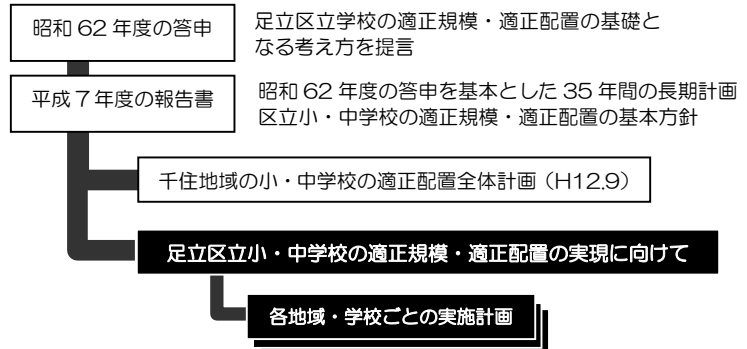 昭和 62 年度の答申
足立区立学校の適正規模・適正配置の基礎と
なる考え方を提言
平成7年度の報告書
昭和 62 年度の答申を基本とした 35 年間の長期計画
区立小・中学校の適正規模・適正配置の基本方針
千住地域の小・中学校の適正配置全体計画（H12.9）
足立区立小・中学校の適正規模・適正配置の実現に向けて
各地域・学校ごとの実施計画